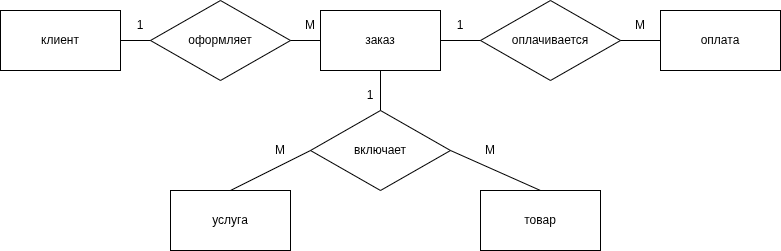 1
М
1
М
клиент
оформляет
заказ
оплачивается
оплата
1
М
включает
М
услуга
товар